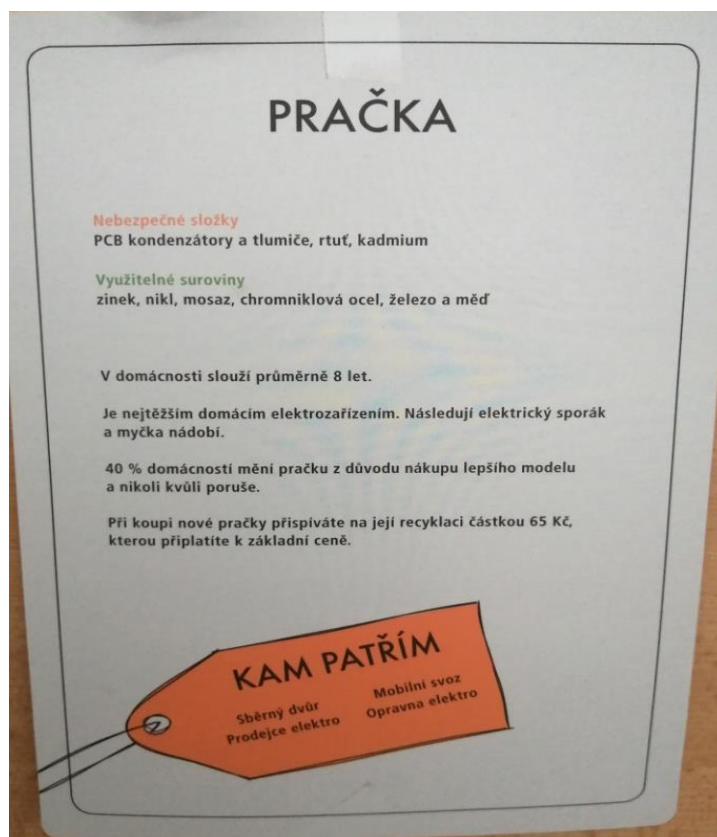 PRAČKA
Nebezpečné složky
PCB kondenzátory a tlumiče, rtuť, kadmium
Využitelné suroviny
zinek, nikl, mosaz, chromniklová ocel, železo a měď
V domácnosti slouží průměrně 8 let.
Je nejtěžším domácím elektrozařízením. Následují elektrický sporák
a myčka nádobí.
40 % domácností mění pračku z důvodu nákupu lepšího modelu
a nikoli kvůli poruše.
Při koupi nové pračky přispíváte na její recyklaci částkou 65 Kč,
kterou připlatíte k základní ceně.
KAM PATŘÍM
Sběrný dvůr
Prodejce elektro
Mobilní svoz
Opravna elektro